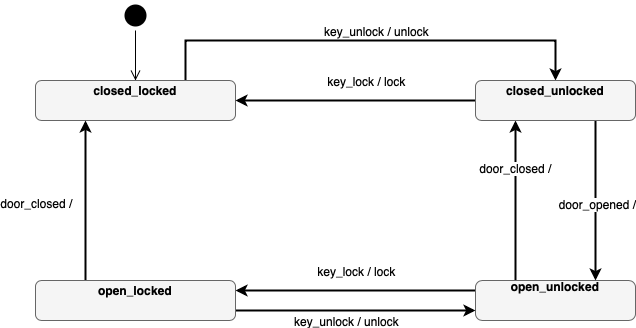 key_unlock / unlock
key_lock / lock
closed_locked
closed_unlocked
door_closed /
door_closed /
door_opened /
key_lock / lock
open_locked
open_unlocked
key_unlock / unlock